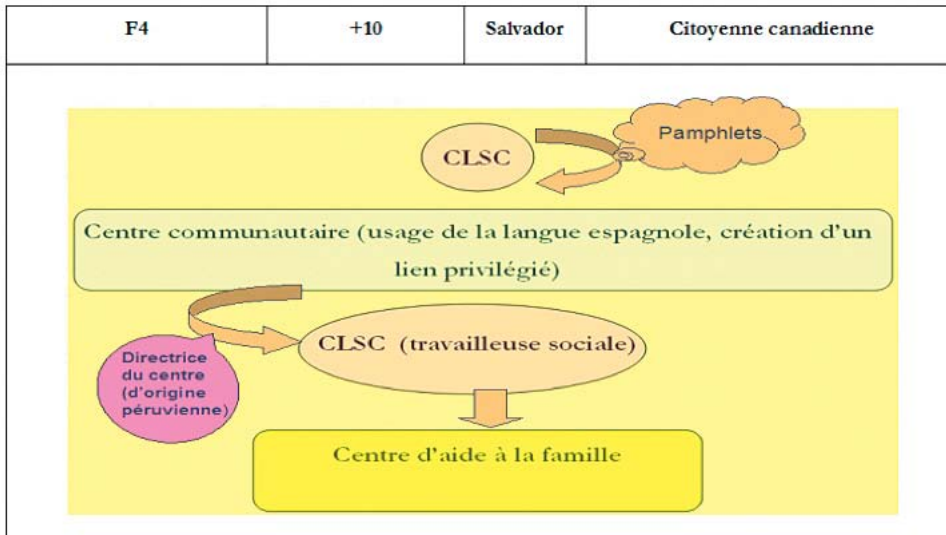 F4 +10 Salvador Citoyenne canadienne
Pamphlets
CLSC
Centre communautaire (usage de la langue espagnole, création d'un
lien privilégié)
CLSC (travailleuse sociale)
Directrice
du centre
(d'origine
péruvienne)
Centre d'aide à la famille